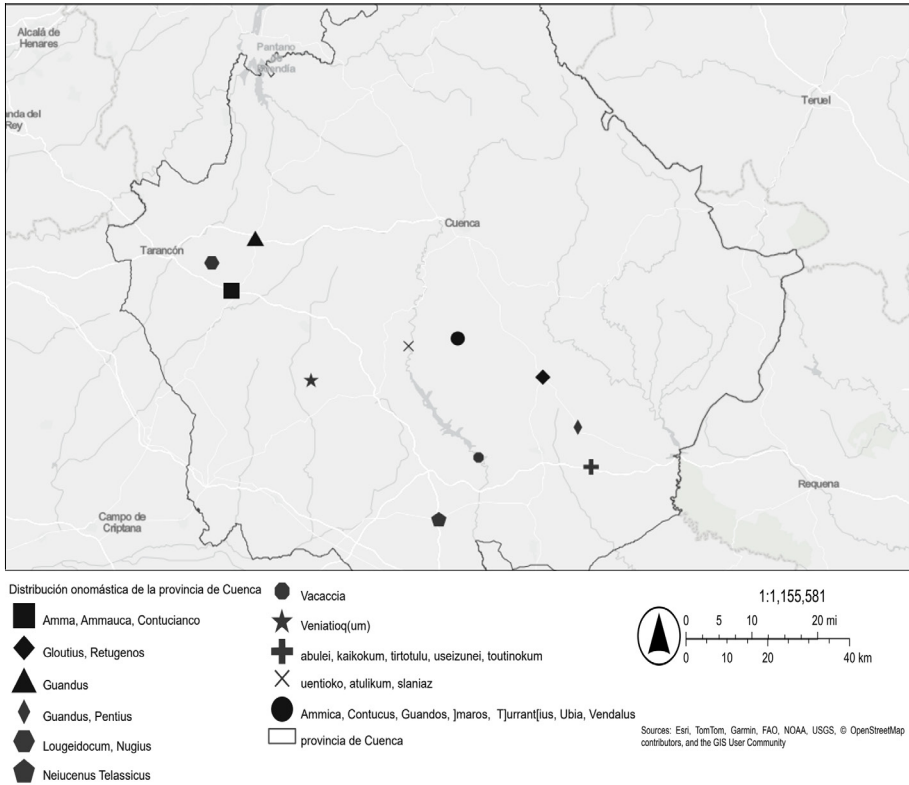 Alcalá de
Henares
Pantano
de
Buendía
Teruel
anda del
Rey
Cuenca
Tarancón
Campo de
Criptana
Requena
Distribución onomástica de la provincia de Cuenca
Amma, Ammauca, Contucianco
Gloutius, Retugenos
Guandus
Guandus, Pentius
Lougeidocum, Nugius
Neiucenus Telassicus
Vacaccia
Veniatioq(um)
abulei, kaikokum, tirtotulu, useizunei, toutinokum
uentioko, atulikum, slaniaz
Ammica, Contucus, Guandos, ]maros, T]urrant[ius, Ubia, Vendalus
provincia de Cuenca
1:1,155,581
0 5 10 20 mi
0 10 20 40 km
Sources: Esri, TomTom, Garmin, FAO, NOAA, USGS, © OpenStreetMap
contributors, and the GIS User Community